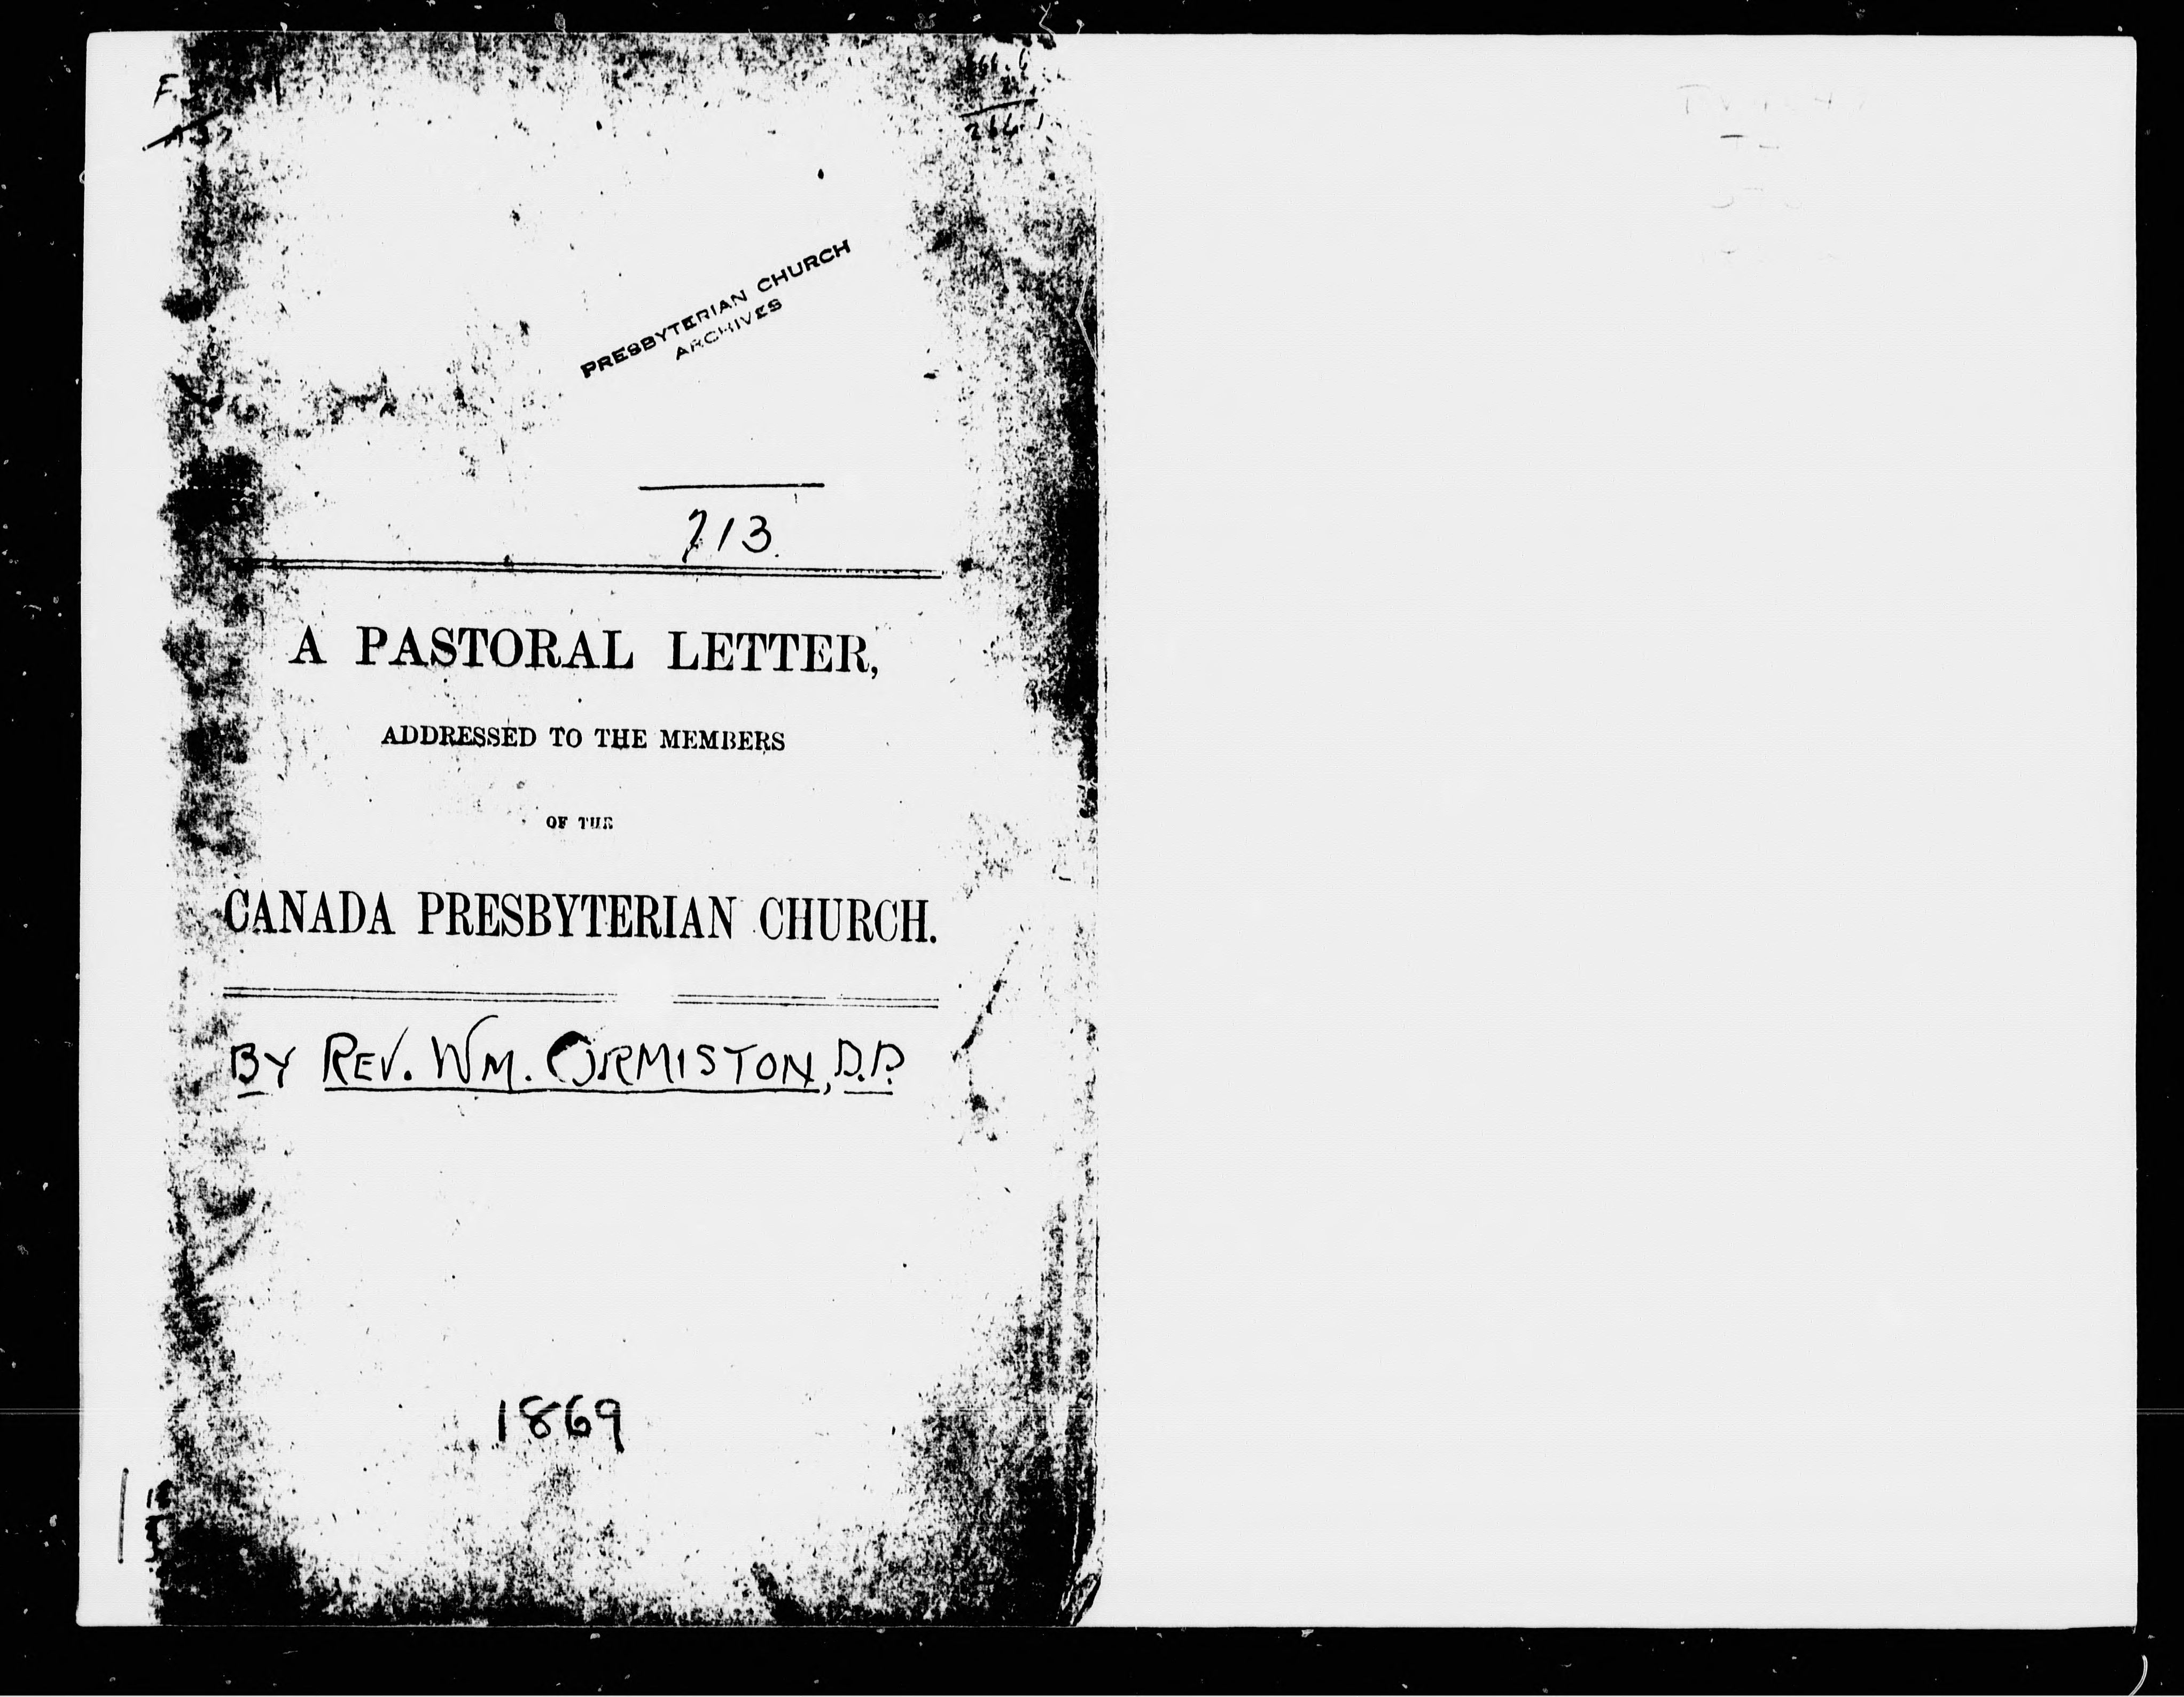 PRESBYTERIAN CHURCH
ARCHIVES
713.
A PASTORAL LETTER,
ADDRESSED TO THE MEMBERS
OF THE
CANADA PRESBYTERIAN CHURCH.
BY REV. WM. ORMISTON, D.D.
1869